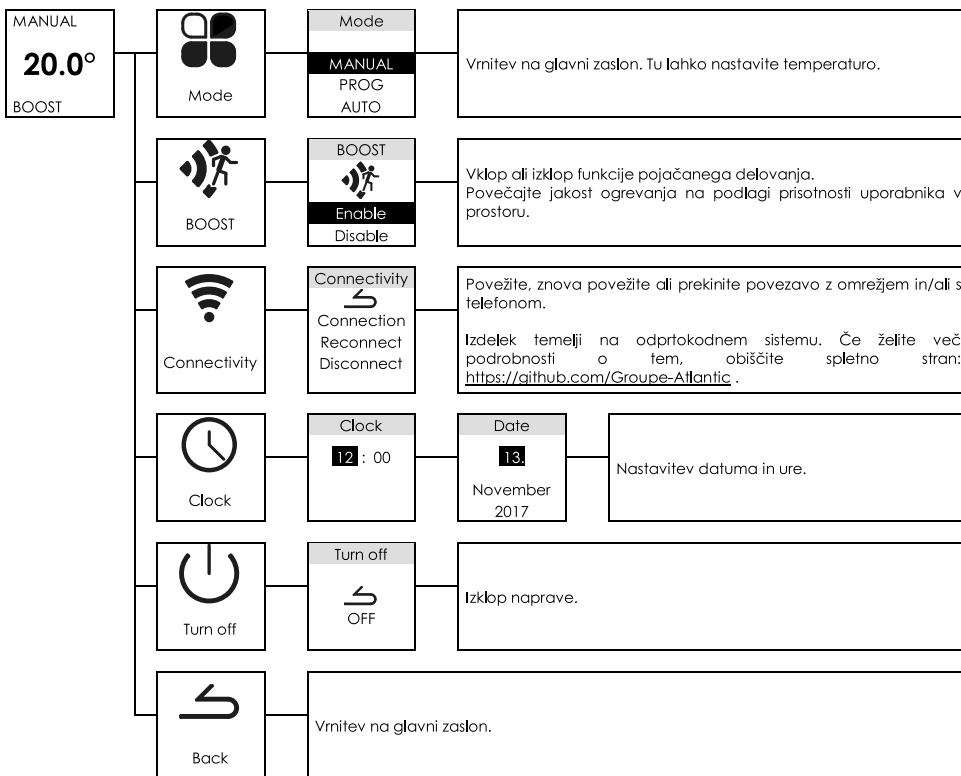 MANUAL
20.0°
BOOST
Mode
Mode
MANUAL
PROG
AUTO
Vrnitev na glavni zaslon. Tu lahko nastavite temperaturo.
BOOST
BOOST
Enable
Disable
Vklop ali izklop funkcije pojačanega delovanja.
Povečajte jakost ogrevanja na podlagi prisotnosti uporabnika v
prostoru.
Connectivity
Connectivity
Connection
Reconnect
Disconnect
Povežite, znova povežite ali prekinite povezavo z omrežjem in/ali s
telefonom.
Izdelek temelji na odprtokodnem sistemu. Če želite več
podrobnosti o tem, obiščite spletno stran:
https://github.com/Groupe-Atlantic .
Clock
Clock
12 : 00
Date
13.
November
2017
Nastavitev datuma in ure.
Turn off
Turn off
OFF
Izklop naprave.
Back
Vrnitev na glavni zaslon.